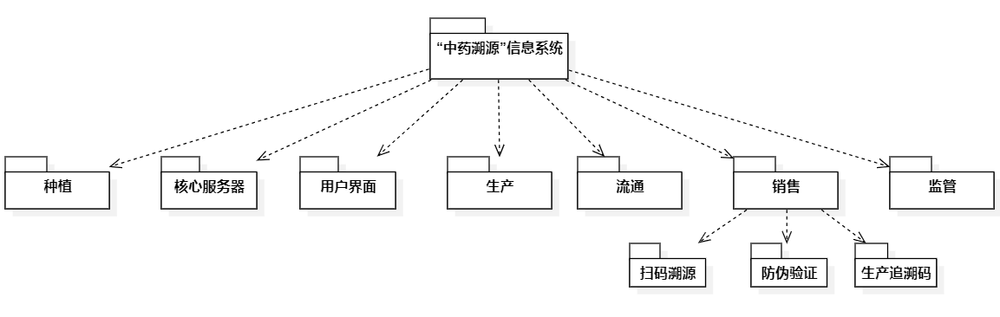 “中药溯源”信息系统
种植
核心服务器
用户界面
生产
流通
销售
监管
扫码溯源
防伪验证
生产追溯码